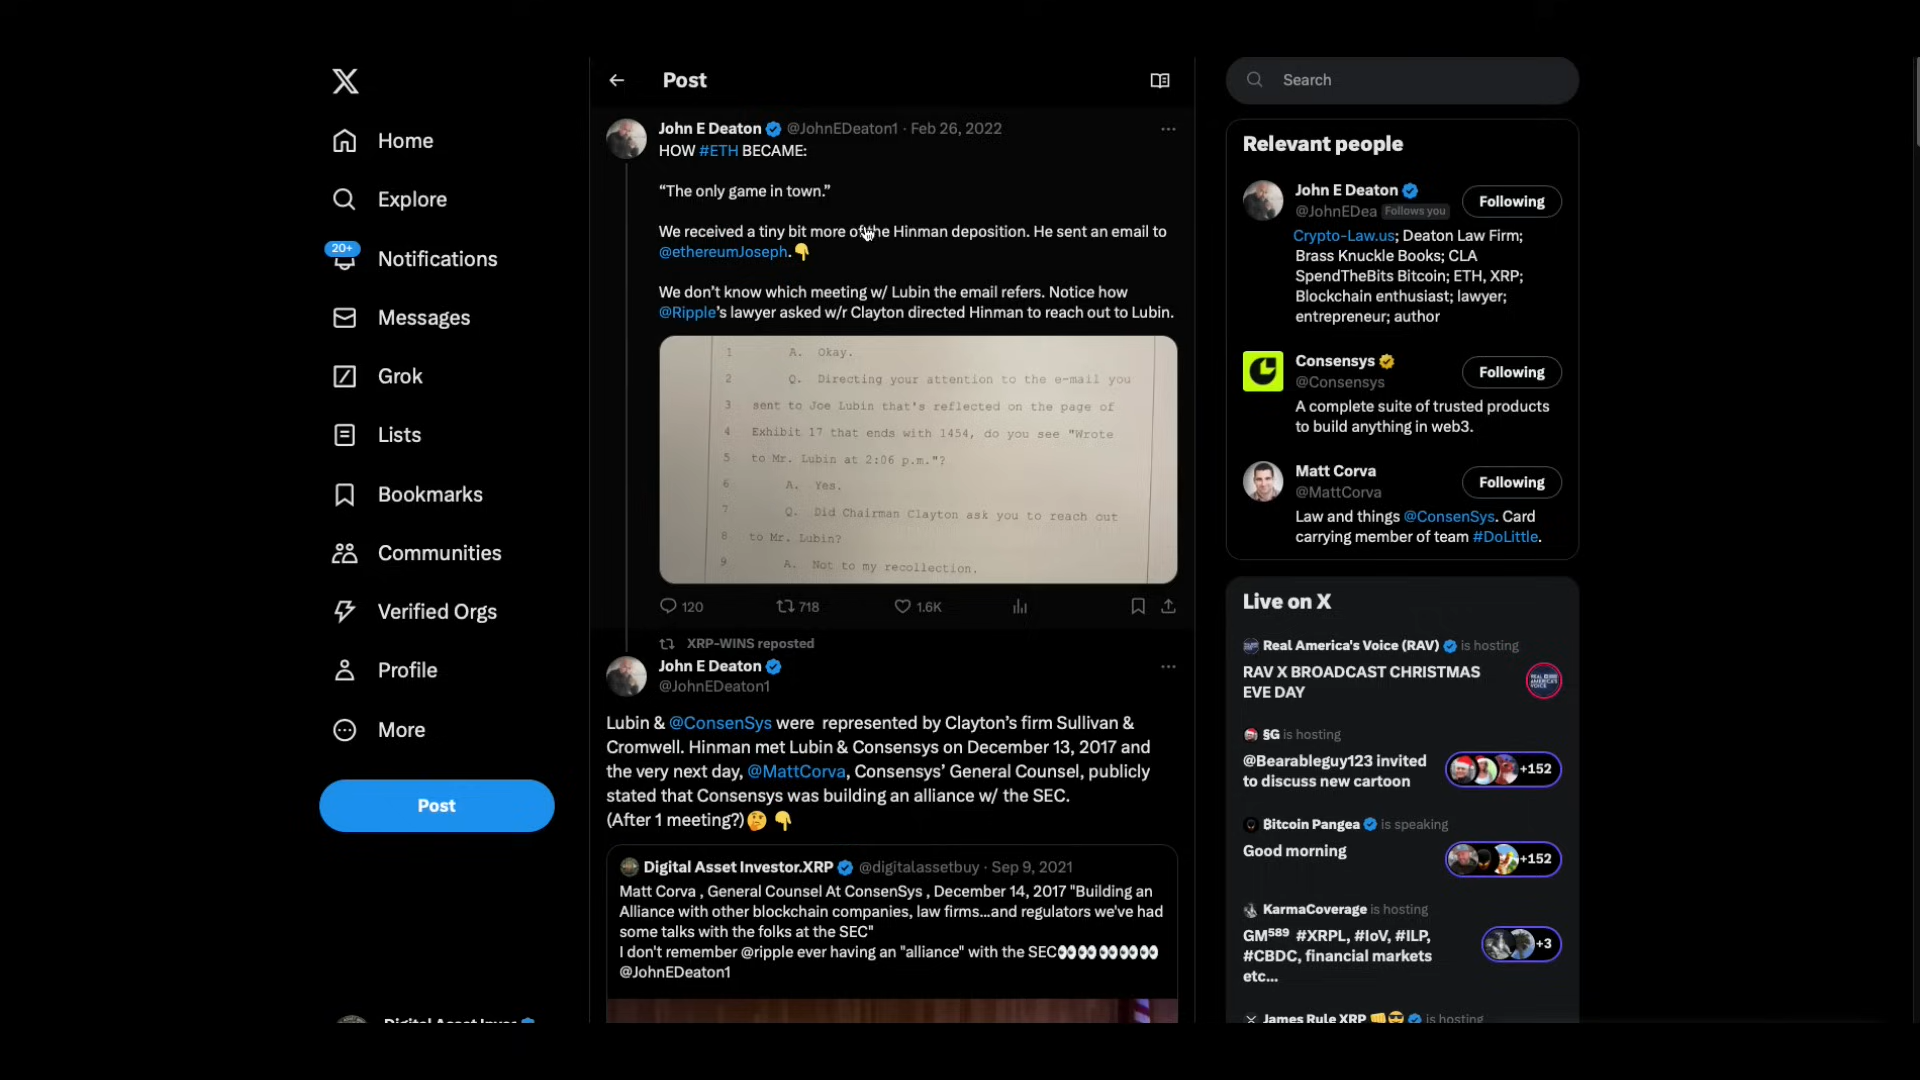 Home
Explore
20+
Notifications
Messages
Grok
Lists
Bookmarks
Communities
Verified Orgs
Profile
More
Post
Post
John E Deaton @JohnEDeaton1 · Feb 26, 2022
HOW #ETH BECAME:
“The only game in town.”
We received a tiny bit more of the Hinman deposition. He sent an email to
@ethereumJoseph.👇
We don’t know which meeting w/ Lubin the email refers. Notice how
@Ripple’s lawyer asked w/r Clayton directed Hinman to reach out to Lubin.
1 A. Okay.
2 Q. Directing your attention to the e-mail you
3 sent to Joe Lubin that's reflected on the page of
4 Exhibit 17 that ends with 1454, do you see "Wrote
5 to Mr. Lubin at 2:06 p.m."?
6 A. Yes.
7 Q. Did Chairman Clayton ask you to reach out
8 to Mr. Lubin?
9 A. Not to my recollection.
120 718 1.6K
XRP-WINS reposted
John E Deaton
@JohnEDeaton1
Lubin & @ConsenSys were represented by Clayton’s firm Sullivan &
Cromwell. Hinman met Lubin & Consensys on December 13, 2017 and
the very next day, @MattCorva, Consensys’ General Counsel, publicly
stated that Consensys was building an alliance w/ the SEC.
(After 1 meeting?)🤔 👇
Digital Asset Investor.XRP @digitalassetbuy · Sep 9, 2021
Matt Corva , General Counsel At ConsenSys , December 14, 2017 "Building an
Alliance with other blockchain companies, law firms...and regulators we've had
some talks with the folks at the SEC"
I don't remember @ripple ever having an "alliance" with the SEC👀👀👀👀👀
@JohnEDeaton1
Search
Relevant people
John E Deaton
@JohnEDea Follows you
Following
Crypto-Law.us; Deaton Law Firm;
Brass Knuckle Books; CLA
SpendTheBits Bitcoin; ETH, XRP;
Blockchain enthusiast; lawyer;
entrepreneur; author
Consensys
@Consensys
Following
A complete suite of trusted products
to build anything in web3.
Matt Corva
@MattCorva
Following
Law and things @ConsenSys. Card
carrying member of team #DoLittle.
Live on X
Real America's Voice (RAV) is hosting
RAV X BROADCAST CHRISTMAS
EVE DAY
§G is hosting
@Bearableguy123 invited
to discuss new cartoon
+152
₿itcoin Pangea is speaking
Good morning
+152
KarmaCoverage is hosting
GM⁵⁸⁹ #XRPL, #IoV, #ILP,
#CBDC, financial markets
etc...
+3
James Rule XRP 👊😎 is hosting